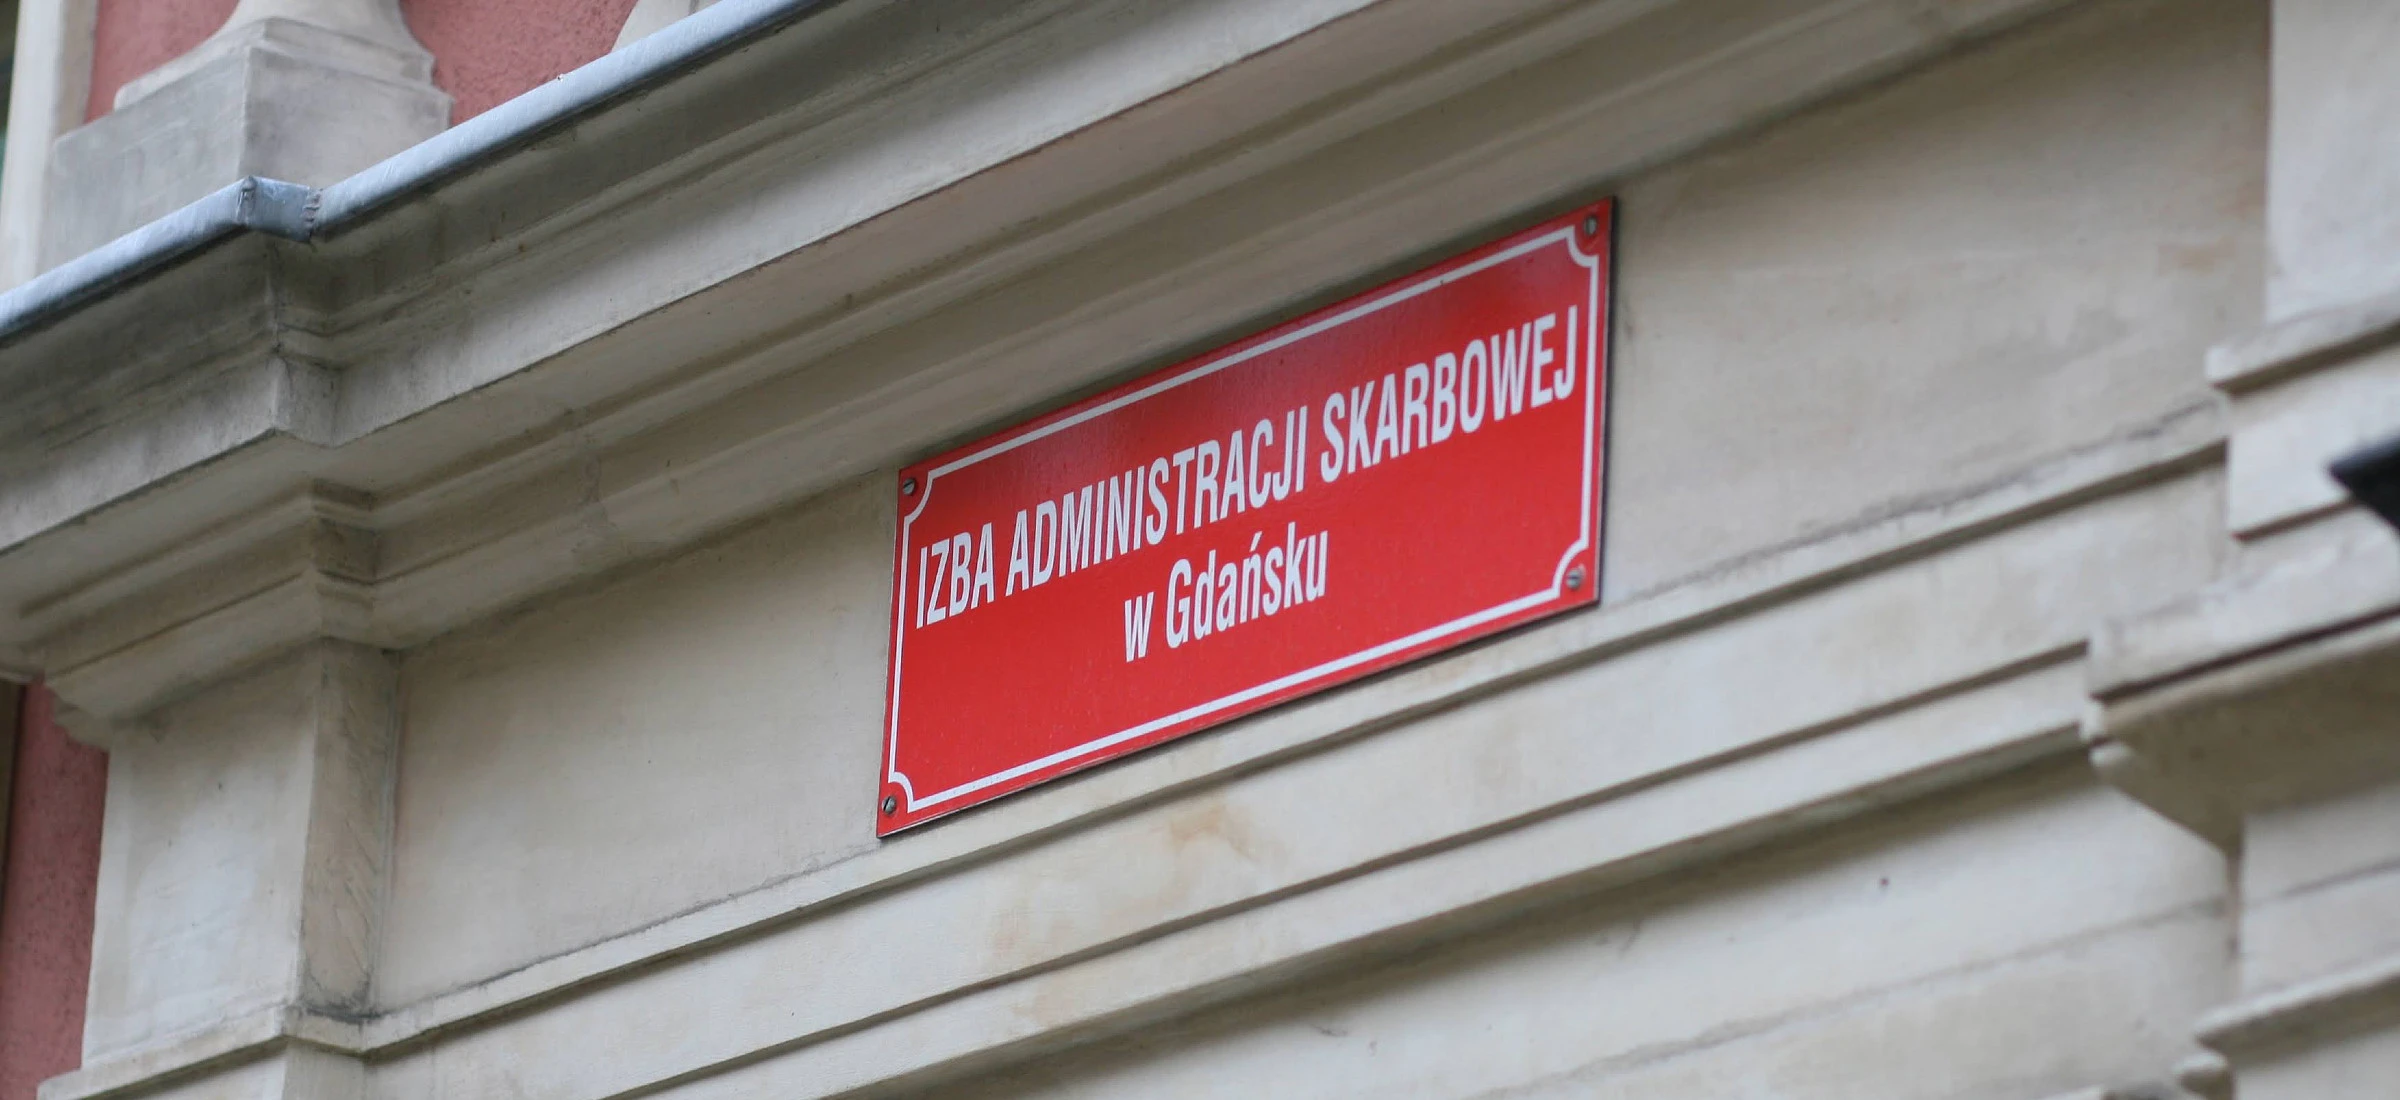 IZBA ADMINISTRACJI SKARBOWEJ
w Gdańsku